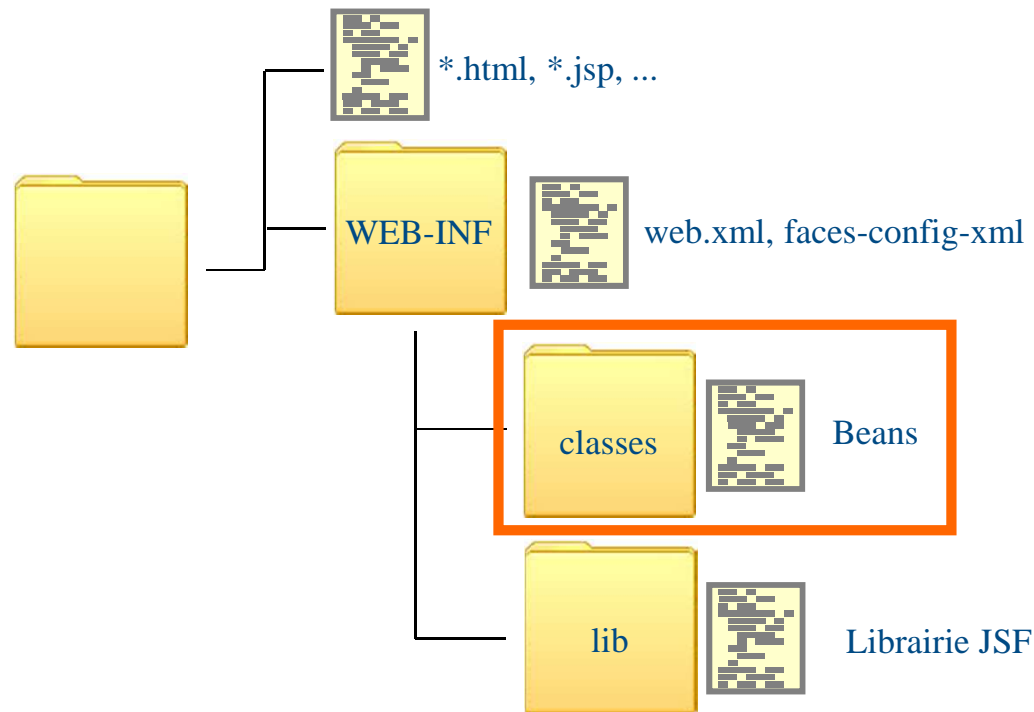 *.html, *.jsp, ...
WEB-INF
web.xml, faces-config-xml
classes
Beans
lib
Librairie JSF